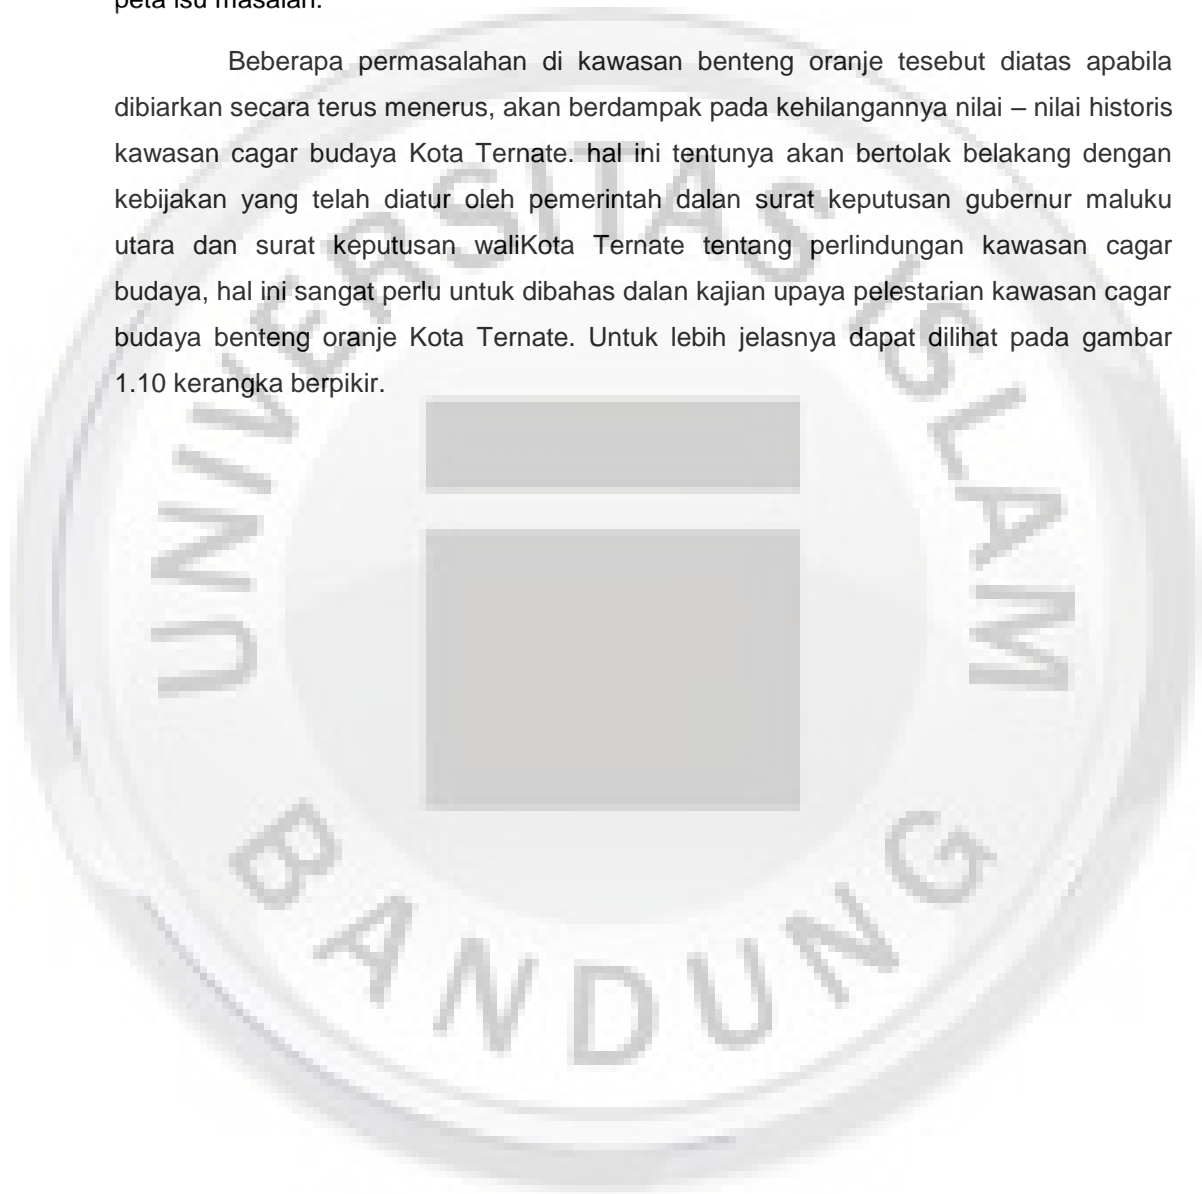 peta isu masalah.
Beberapa permasalahan di kawasan benteng oranje tesebut diatas apabila
dibiarkan secara terus menerus, akan berdampak pada kehilangannya nilai – nilai historis
kawasan cagar budaya Kota Ternate. hal ini tentunya akan bertolak belakang dengan
kebijakan yang telah diatur oleh pemerintah dalan surat keputusan gubernur maluku
utara dan surat keputusan waliKota Ternate tentang perlindungan kawasan cagar
budaya, hal ini sangat perlu untuk dibahas dalan kajian upaya pelestarian kawasan cagar
budaya benteng oranje Kota Ternate. Untuk lebih jelasnya dapat dilihat pada gambar
1.10 kerangka berpikir.
UNIVERSITAS ISLAM
BANDUNG